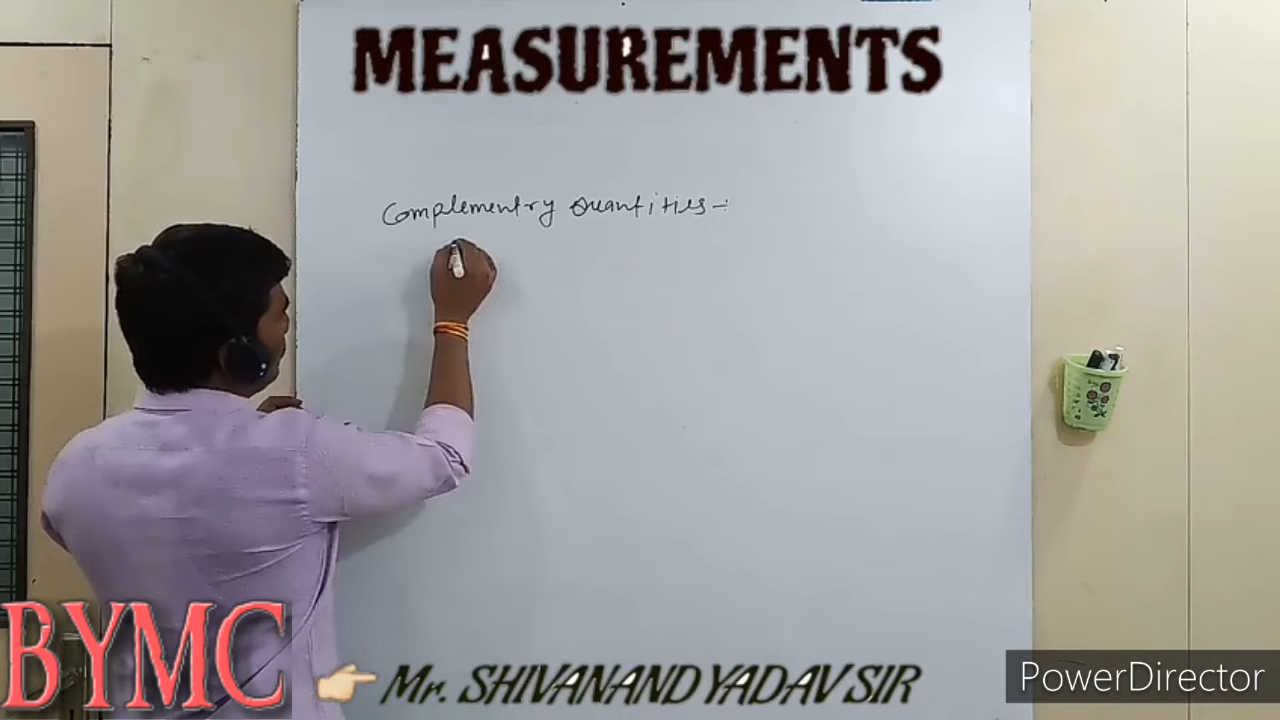 MEASUREMENTS
Complementry Quantities -:
BYMC
Mr. SHIVANAND YADAV SIR
PowerDirector